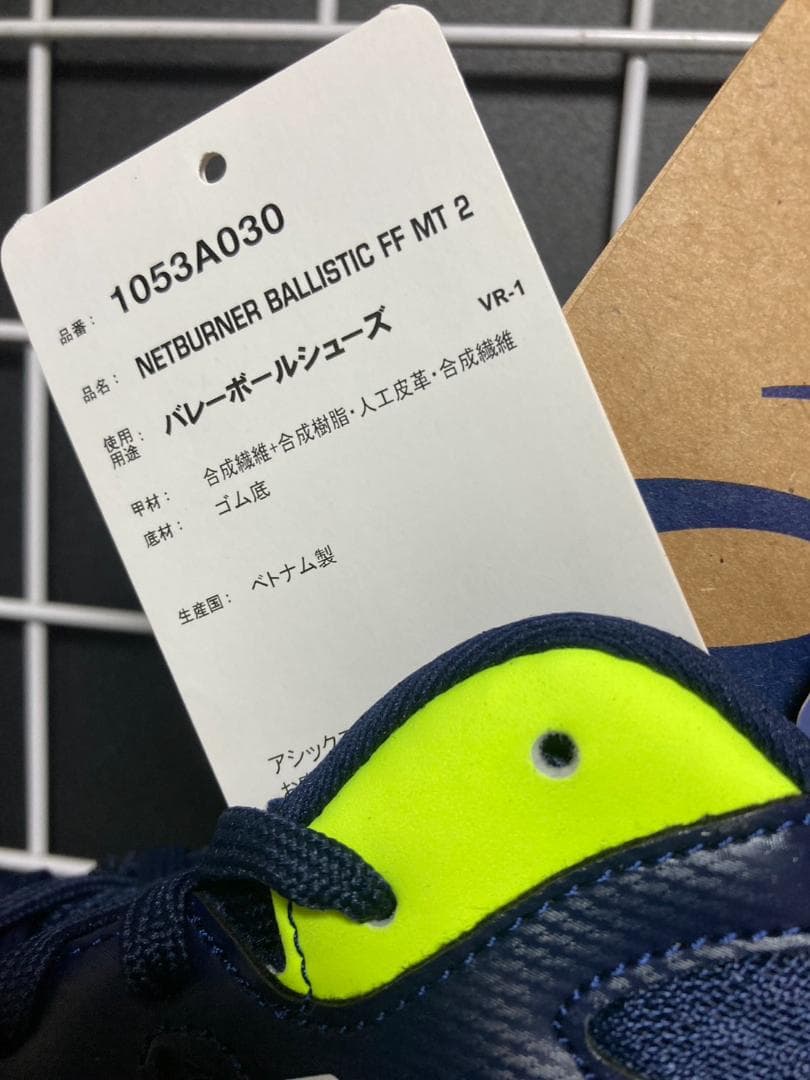 品番: 1053A030
品名: NETBURNER BALLISTIC FF MT 2
使用用途: バレーボールシューズ VR-1
甲材: 合成繊維+合成樹脂・人工皮革・合成繊維
底材: ゴム底
生産国: ベトナム製
アシックス
お